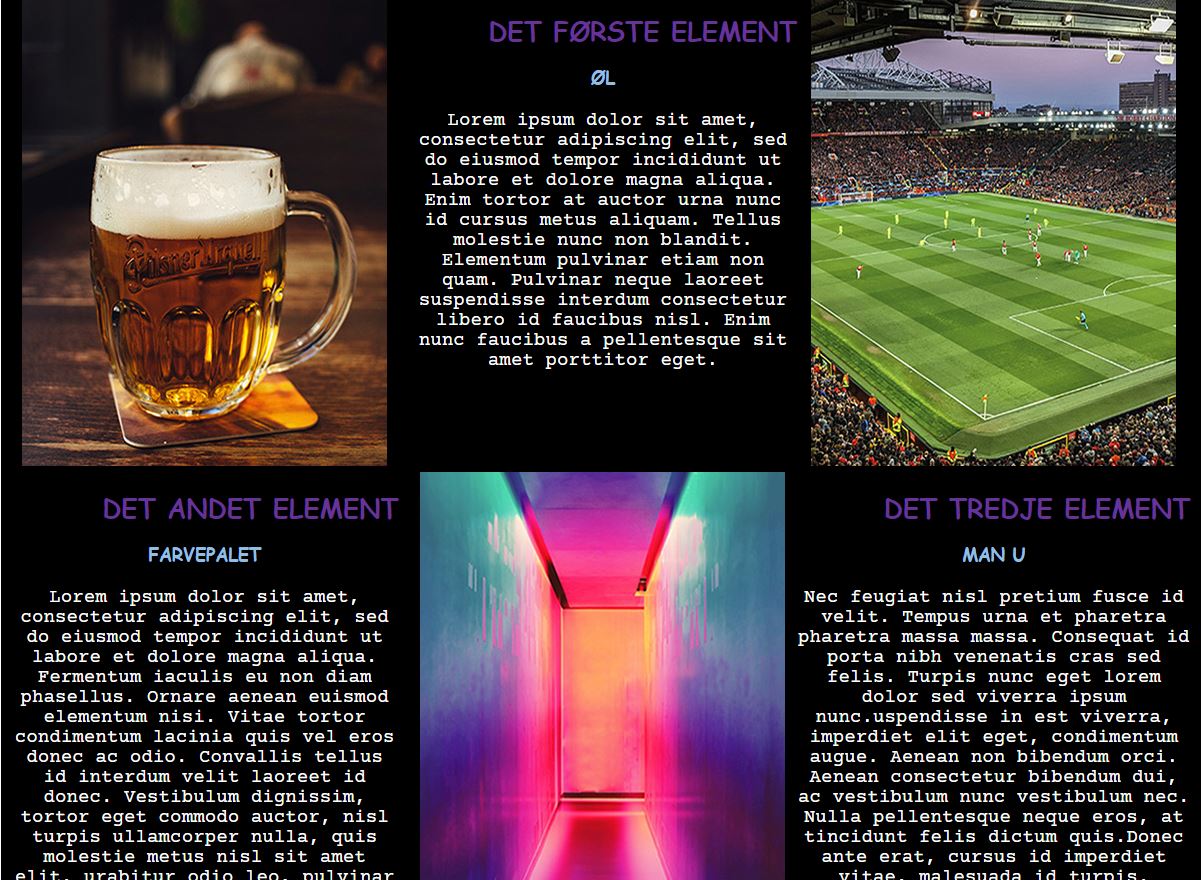 DET FØRSTE ELEMENT
ØL
Lorem ipsum dolor sit amet,
consectetur adipiscing elit, sed
do eiusmod tempor incididunt ut
labore et dolore magna aliqua.
Enim tortor at auctor urna nunc
id cursus metus aliquam. Tellus
molestie nunc non blandit.
Elementum pulvinar etiam non
quam. Pulvinar neque laoreet
suspendisse interdum consectetur
libero id faucibus nisl. Enim
nunc faucibus a pellentesque sit
amet porttitor eget.
Pilsner Urquell
DET ANDET ELEMENT
FARVEPALET
Lorem ipsum dolor sit amet,
consectetur adipiscing elit, sed
do eiusmod tempor incididunt ut
labore et dolore magna aliqua.
Fermentum iaculis eu non diam
phasellus. Ornare aenean euismod
elementum nisi. Vitae tortor
condimentum lacinia quis vel eros
donec ac odio. Convallis tellus
id interdum velit laoreet id
donec. Vestibulum dignissim,
tortor eget commodo auctor, nisl
turpis ullamcorper nulla, quis
molestie metus nisl sit amet
elit. urabitur odio leo, pulvinar
DET TREDJE ELEMENT
MAN U
Nec feugiat nisl pretium fusce id
velit. Tempus urna et pharetra
pharetra massa massa. Consequat id
porta nibh venenatis cras sed
felis. Turpis nunc eget lorem
dolor sed viverra ipsum
nunc.uspendisse in est viverra,
imperdiet elit eget, condimentum
augue. Aenean non bibendum orci.
Aenean consectetur bibendum dui,
ac vestibulum nunc vestibulum nec.
Nulla pellentesque neque eros, at
tincidunt felis dictum quis.Donec
ante erat, cursus id imperdiet
vitae, malesuada id turpis.